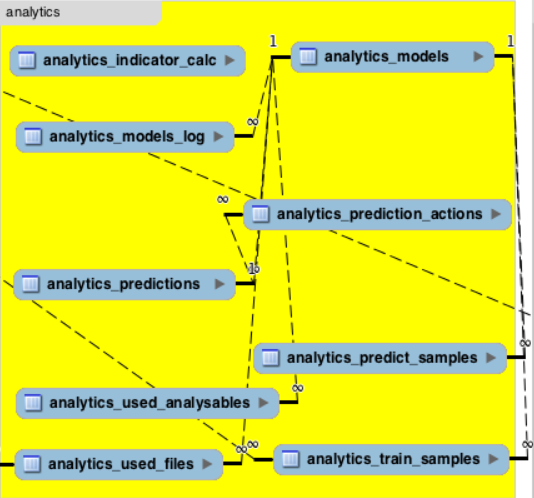 analytics
analytics_indicator_calc
1
analytics_models
1
∞
analytics_models_log
∞
analytics_prediction_actions
1
analytics_predictions
∞
analytics_predict_samples
∞
analytics_used_analysables
∞
∞
∞
analytics_used_files
analytics_train_samples